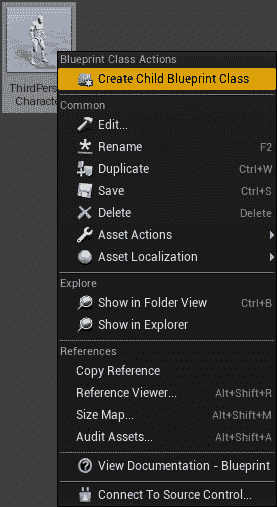 Blueprint Class Actions
Create Child Blueprint Class
ThirdPers
Characte
Common
Edit...
Rename F2
Duplicate Ctrl+W
Save Ctrl+S
Delete Delete
Asset Actions
Asset Localization
Explore
Show in Folder View Ctrl+B
Show in Explorer
References
Copy Reference
Reference Viewer... Alt+Shift+R
Size Map... Alt+Shift+M
Audit Assets... Alt+Shift+A
View Documentation - Blueprint
Connect To Source Control...